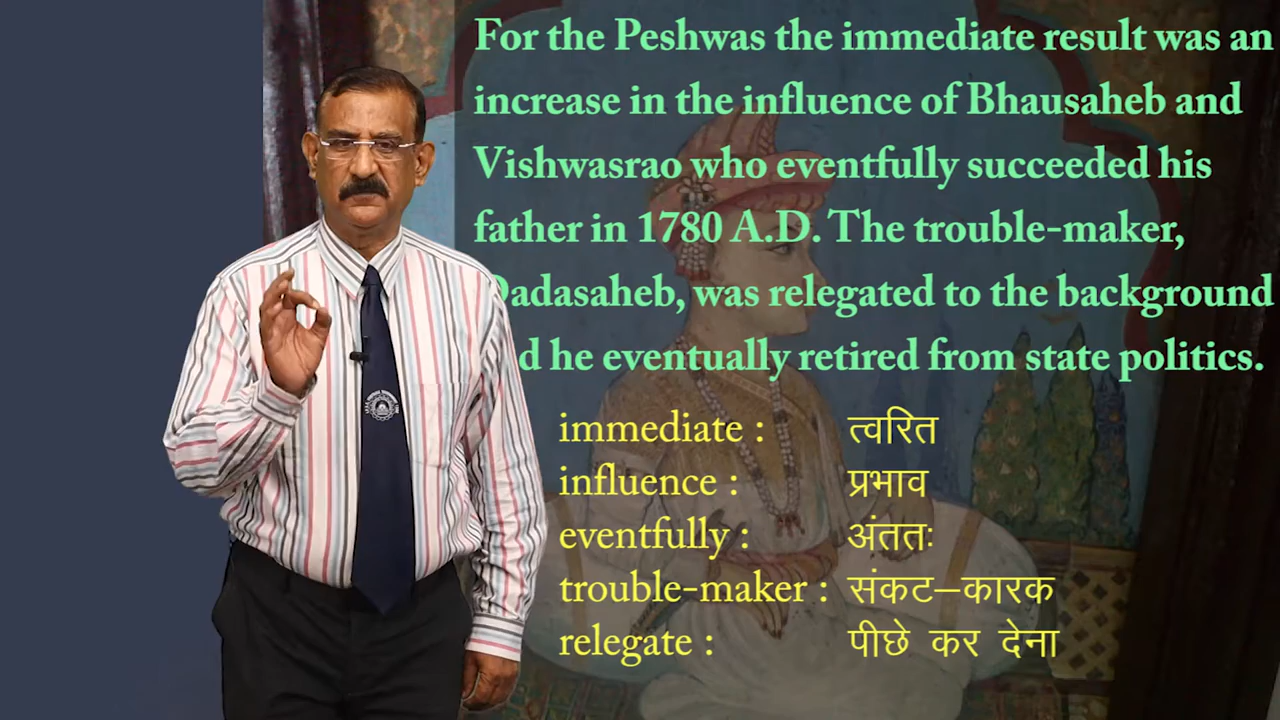 For the Peshwas the immediate result was an
increase in the influence of Bhausaheb and
Vishwasrao who eventfully succeeded his
father in 1780 A.D. The trouble-maker,
Dadasaheb, was relegated to the background
he eventually retired from state politics.
immediate : त्वरित
influence : प्रभाव
eventfully : अंततः
trouble-maker : संकट–कारक
relegate : पीछे कर देना